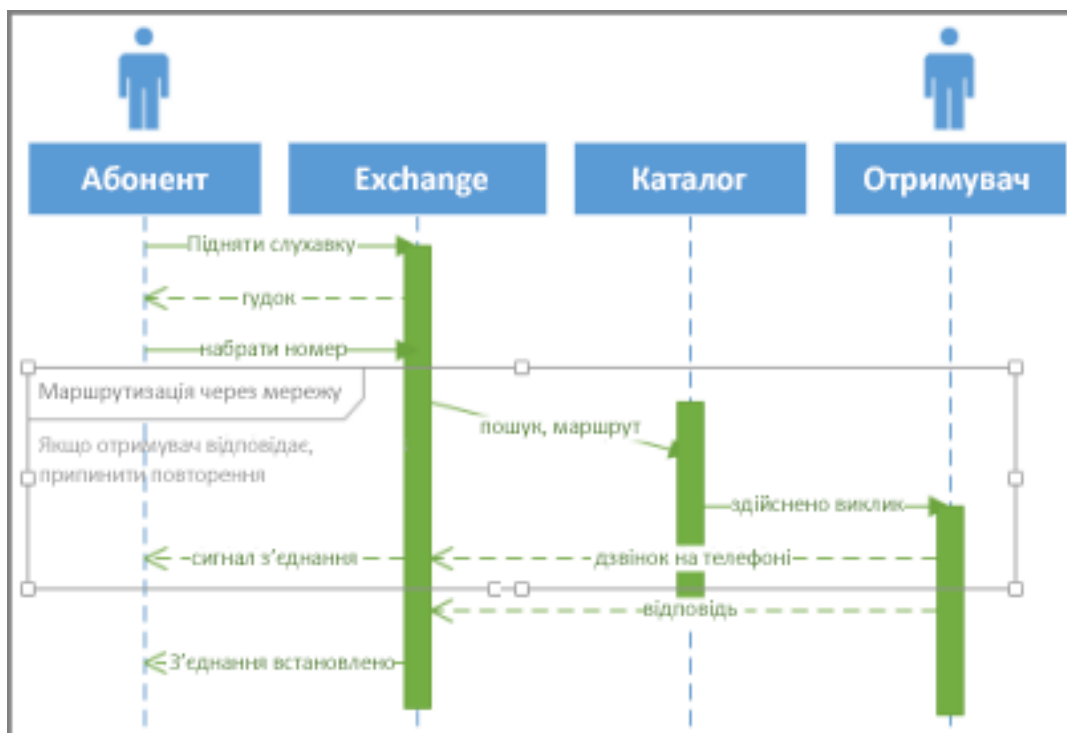 Абонент
Exchange
Каталог
Отримувач
Підняти слухавку
гудок
набрати номер
Маршрутизація через мережу
Якщо отримувач відповідає,
припинити повторення
пошук, маршрут
здійснено виклик
сигнал з'єднання
дзвінок на телефоні
відповідь
З'єднання встановлено